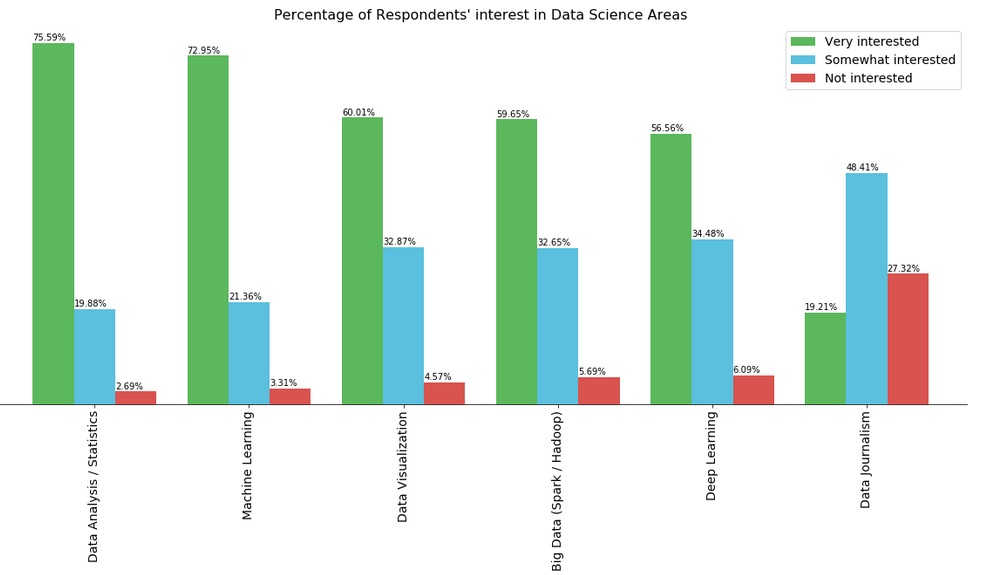 Percentage of Respondents' interest in Data Science Areas
Very interested
Somewhat interested
Not interested
75.59%
19.88%
2.69%
72.95%
21.36%
3.31%
60.01%
32.87%
4.57%
59.65%
32.65%
5.69%
56.56%
34.48%
6.09%
19.21%
48.41%
27.32%
Data Analysis / Statistics
Machine Learning
Data Visualization
Big Data (Spark / Hadoop)
Deep Learning
Data Journalism